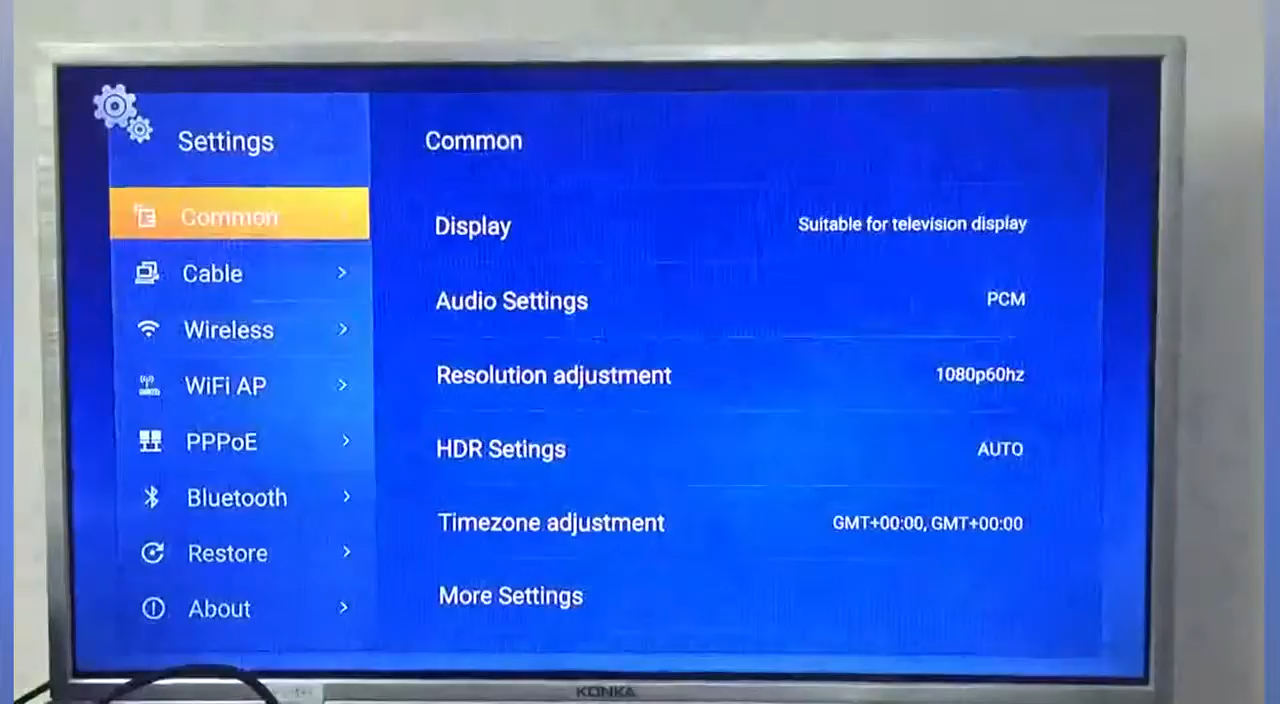 Settings
Common
Cable
Wireless
WiFi AP
PPPoE
Bluetooth
Restore
About
Common
Display Suitable for television display
Audio Settings PCM
Resolution adjustment 1080p60hz
HDR Setings AUTO
Timezone adjustment GMT+00:00, GMT+00:00
More Settings
KONKA